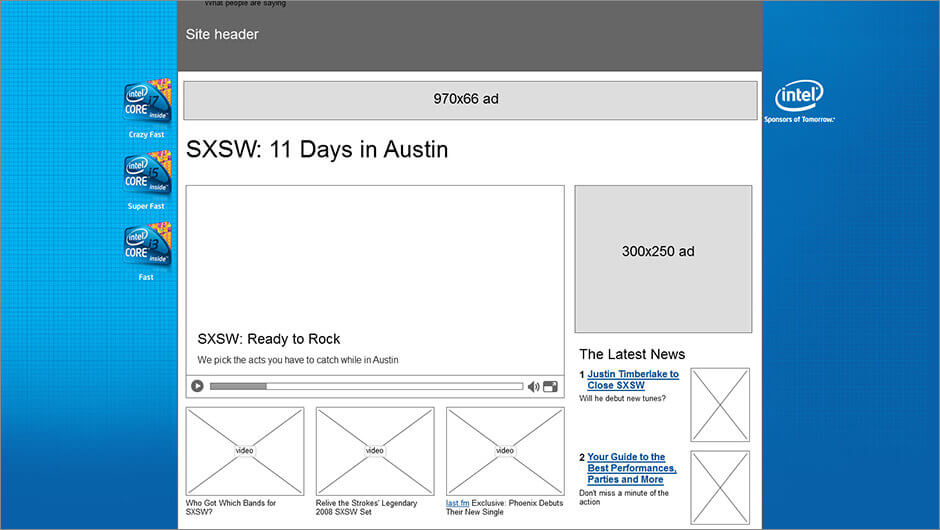 What people are saying
Site header
970x66 ad
intel
CORE i7
inside™
Crazy Fast
intel
CORE i5
inside™
Super Fast
intel
CORE i3
inside™
Fast
intel
Sponsors of Tomorrow.™
SXSW: 11 Days in Austin
SXSW: Ready to Rock
We pick the acts you have to catch while in Austin
300x250 ad
video
Who Got Which Bands for
SXSW?
video
Relive the Strokes' Legendary
2008 SXSW Set
video
last.fm Exclusive: Phoenix Debuts
Their New Single
The Latest News
1 Justin Timberlake to
Close SXSW
Will he debut new tunes?
2 Your Guide to the
Best Performances,
Parties and More
Don't miss a minute of the
action